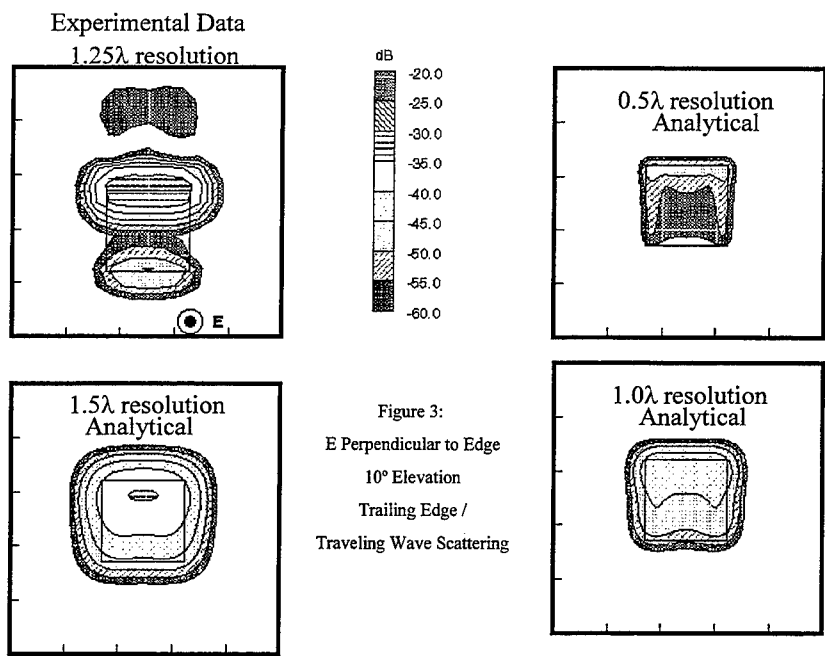 Experimental Data
1.25λ resolution
E
dB
-20.0
-25.0
-30.0
-35.0
-40.0
-45.0
-50.0
-55.0
-60.0
0.5λ resolution
Analytical
1.5λ resolution
Analytical
Figure 3:
E Perpendicular to Edge
10° Elevation
Trailing Edge /
Traveling Wave Scattering
1.0λ resolution
Analytical